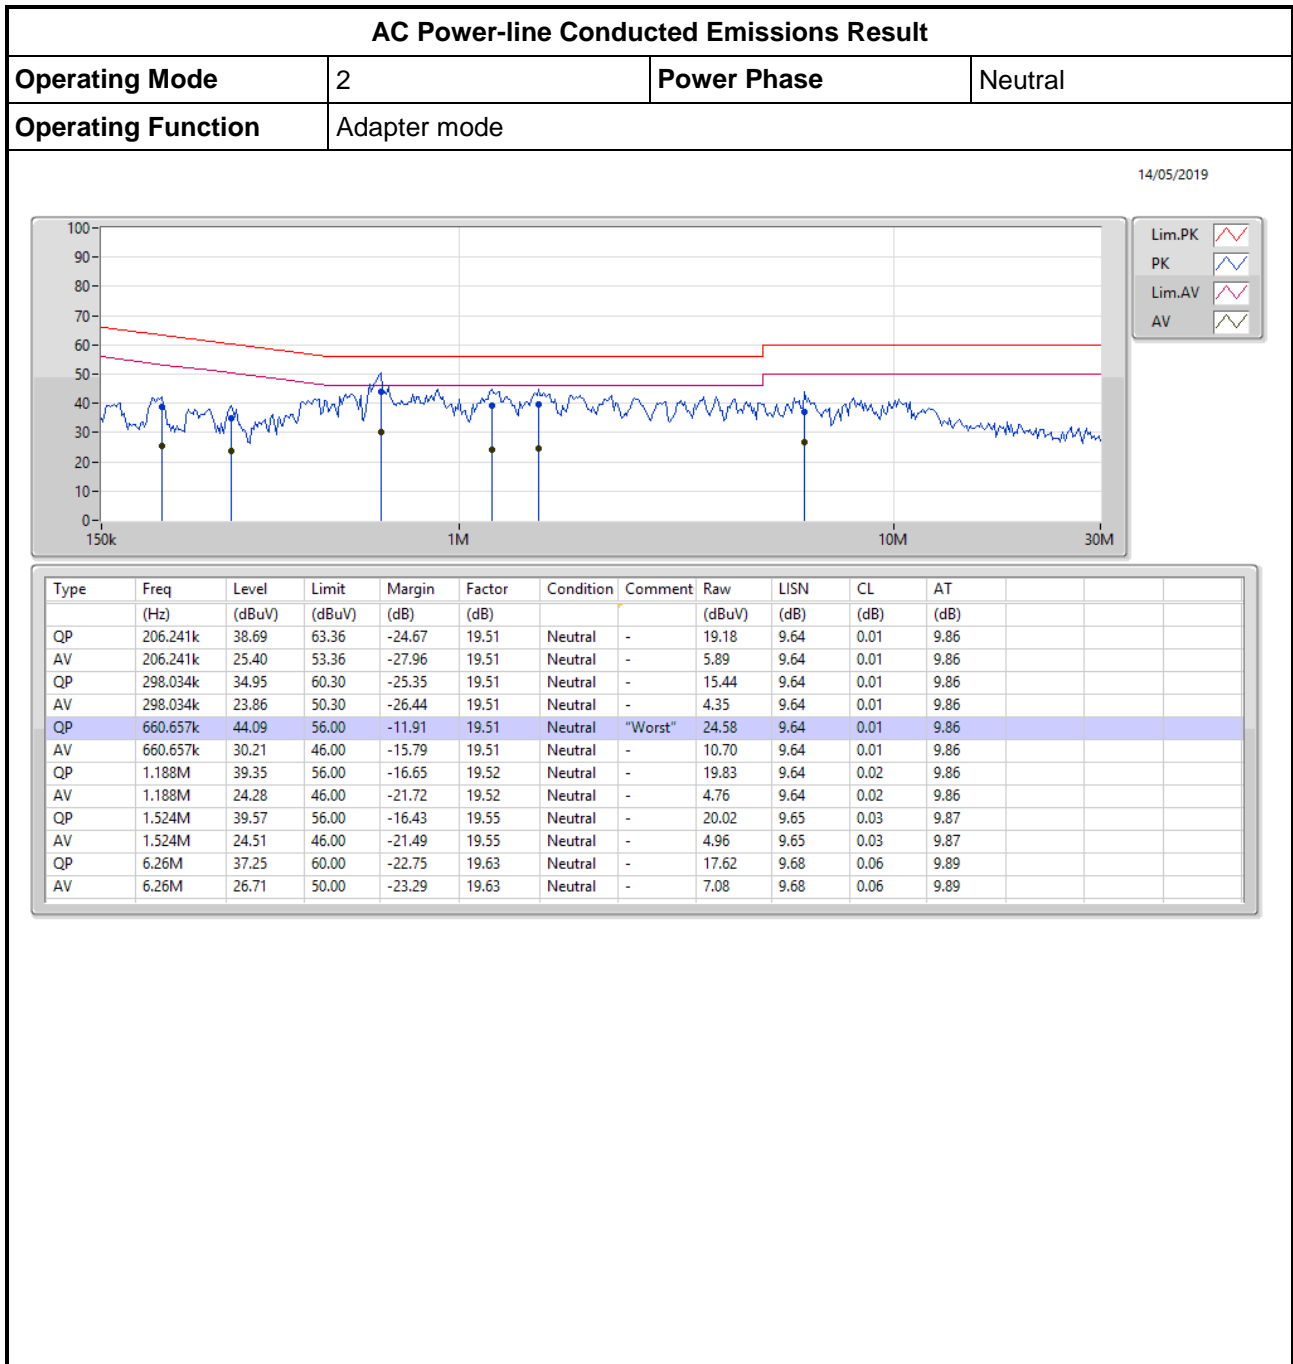 AC Power-line Conducted Emissions Result
Operating Mode 2 Power Phase Neutral
Operating Function Adapter mode
14/05/2019
100
90
80
70
60
50
40
30
20
10
0
150k 1M 10M 30M
Lim.PK
PK
Lim.AV
AV
Type Freq Level Limit Margin Factor Condition Comment Raw LISN CL AT
(Hz) (dBuV) (dBuV) (dB) (dB) (dBuV) (dB) (dB) (dB)
QP 206.241k 38.69 63.36 -24.67 19.51 Neutral - 19.18 9.64 0.01 9.86
AV 206.241k 25.40 53.36 -27.96 19.51 Neutral - 5.89 9.64 0.01 9.86
QP 298.034k 34.95 60.30 -25.35 19.51 Neutral - 15.44 9.64 0.01 9.86
AV 298.034k 23.86 50.30 -26.44 19.51 Neutral - 4.35 9.64 0.01 9.86
QP 660.657k 44.09 56.00 -11.91 19.51 Neutral "Worst" 24.58 9.64 0.01 9.86
AV 660.657k 30.21 46.00 -15.79 19.51 Neutral - 10.70 9.64 0.01 9.86
QP 1.188M 39.35 56.00 -16.65 19.52 Neutral - 19.83 9.64 0.02 9.86
AV 1.188M 24.28 46.00 -21.72 19.52 Neutral - 4.76 9.64 0.02 9.86
QP 1.524M 39.57 56.00 -16.43 19.55 Neutral - 20.02 9.65 0.03 9.87
AV 1.524M 24.51 46.00 -21.49 19.55 Neutral - 4.96 9.65 0.03 9.87
QP 6.26M 37.25 60.00 -22.75 19.63 Neutral - 17.62 9.68 0.06 9.89
AV 6.26M 26.71 50.00 -23.29 19.63 Neutral - 7.08 9.68 0.06 9.89